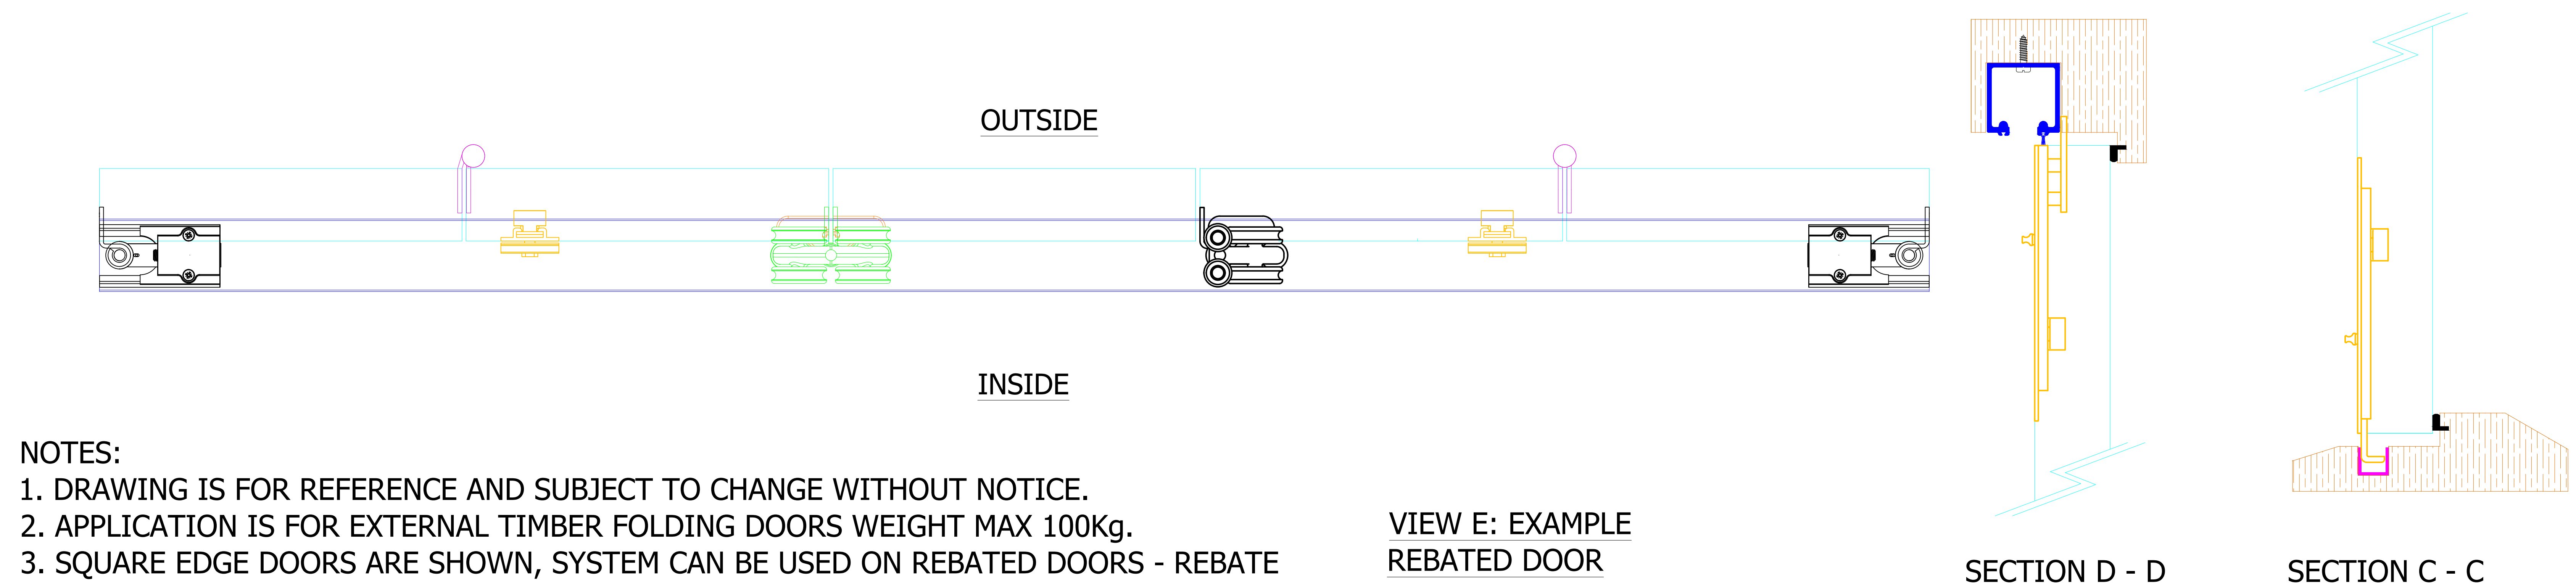 OUTSIDE
INSIDE
NOTES:
1. DRAWING IS FOR REFERENCE AND SUBJECT TO CHANGE WITHOUT NOTICE.
2. APPLICATION IS FOR EXTERNAL TIMBER FOLDING DOORS WEIGHT MAX 100Kg.
3. SQUARE EDGE DOORS ARE SHOWN, SYSTEM CAN BE USED ON REBATED DOORS - REBATE
VIEW E: EXAMPLE
REBATED DOOR
SECTION D - D
SECTION C - C